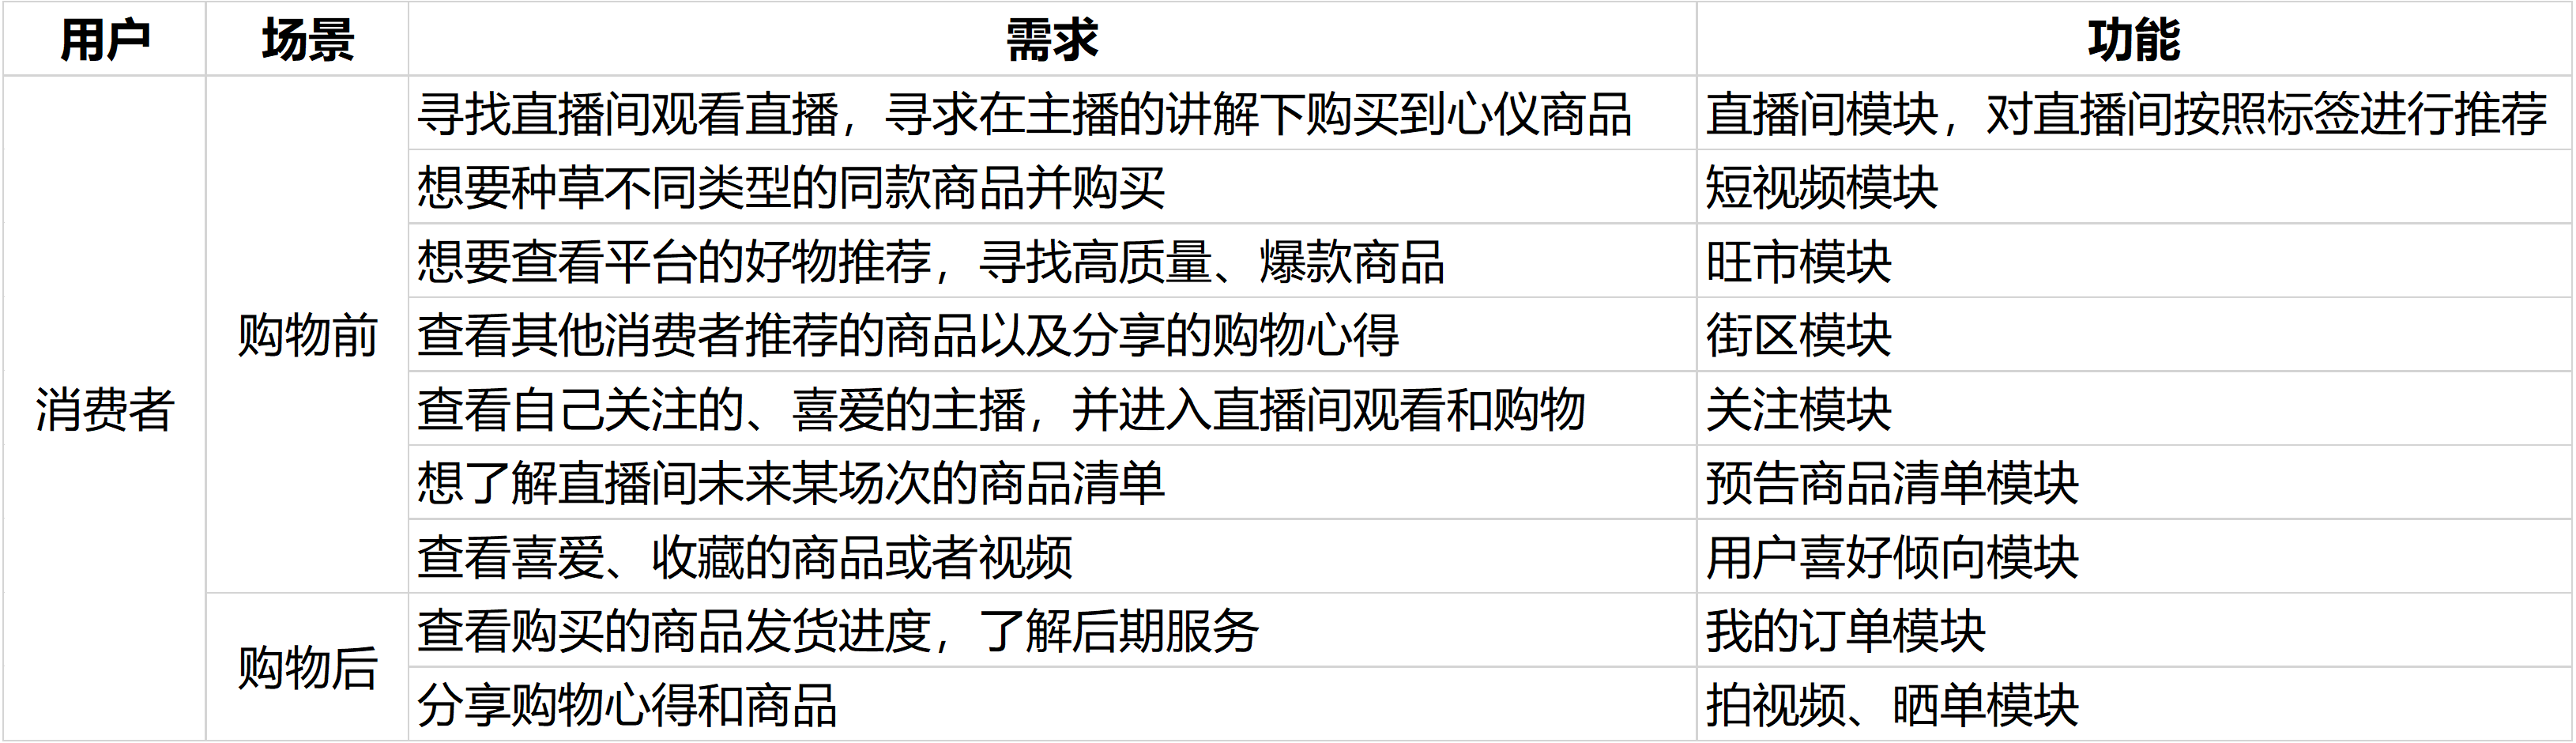 用户 场景 需求 功能
寻找直播间观看直播，寻求在主播的讲解下购买到心仪商品 直播间模块，对直播间按照标签进行推荐
想要种草不同类型的同款商品并购买 短视频模块
想要查看平台的好物推荐，寻找高质量、爆款商品 旺市模块
购物前 查看其他消费者推荐的商品以及分享的购物心得 街区模块
消费者 查看自己关注的、喜爱的主播，并进入直播间观看和购物 关注模块
想了解直播间未来某场次的商品清单 预告商品清单模块
查看喜爱、收藏的商品或者视频 用户喜好倾向模块
查看购买的商品发货进度，了解后期服务 我的订单模块
购物后
分享购物心得和商品 拍视频、晒单模块